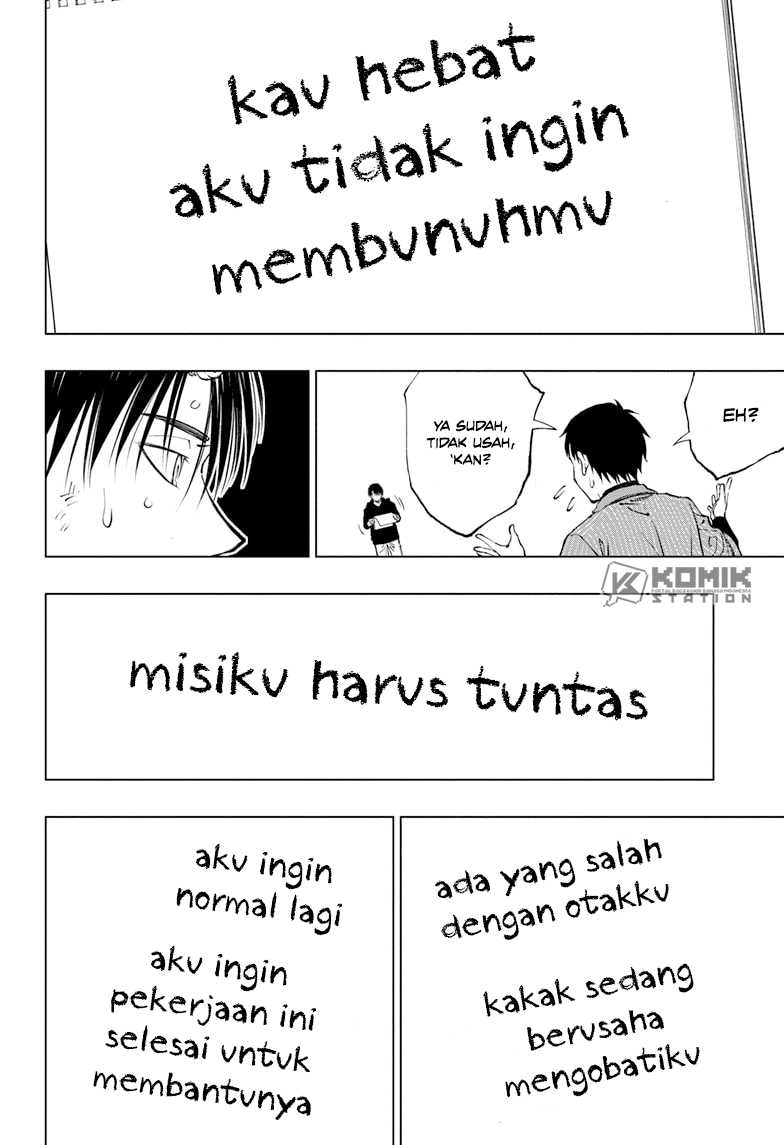 kau hebat
aku tidak ingin
membunuhmu
EH?
YA SUDAH,
TIDAK USAH,
'KAN?
KOMIK
STATION
misiku harus tuntas
ada yang salah
dengan otakku
kakak sedang
berusaha
mengobatiku
aku ingin
normal lagi
aku ingin
pekerjaan ini
selesai untuk
membantunya